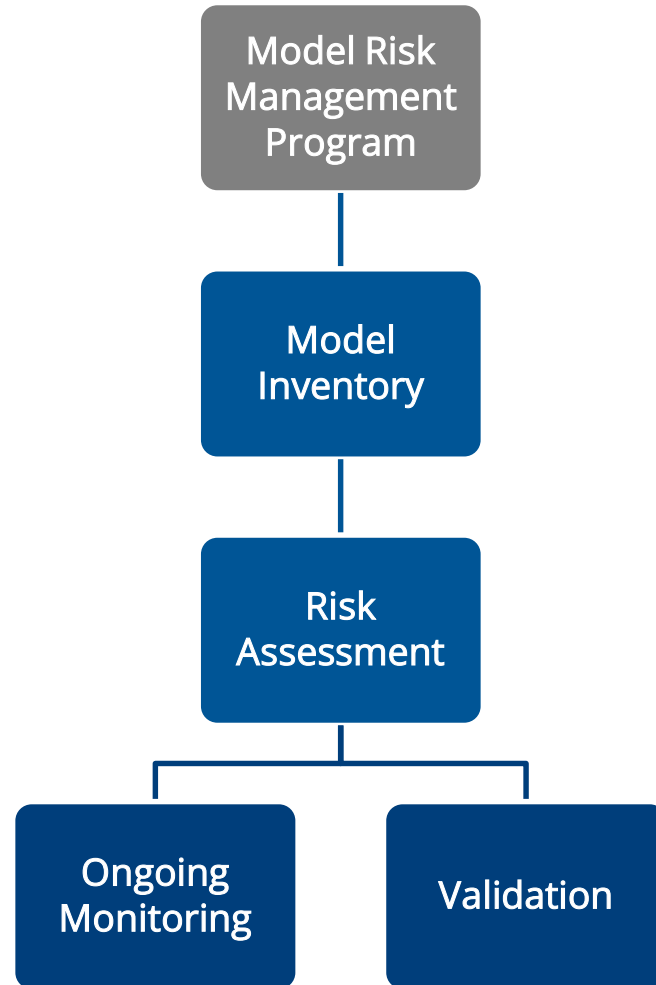 Model Risk
Management
Program
Model
Inventory
Risk
Assessment
Ongoing
Monitoring
Validation